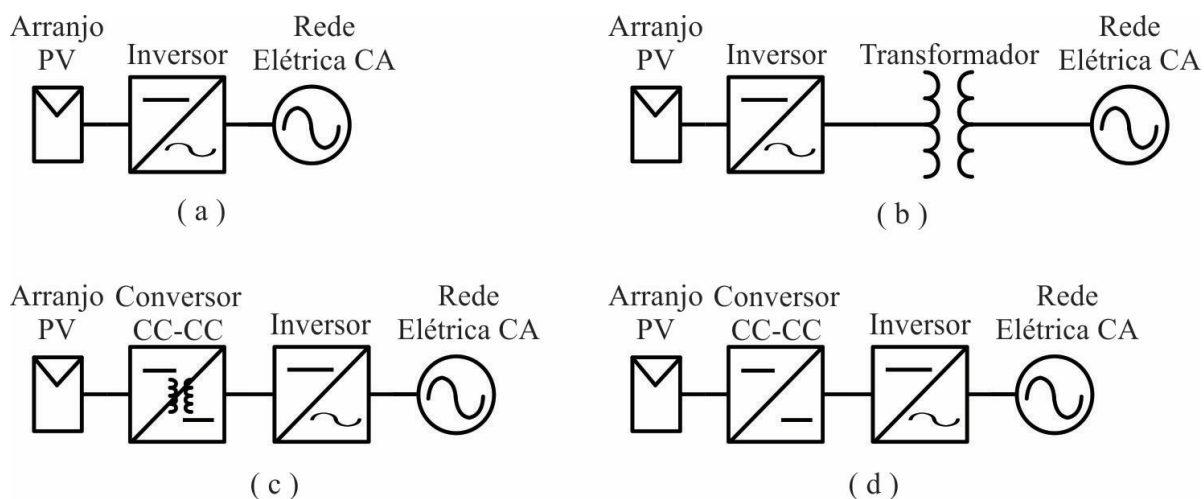 Arranjo
PV
Inversor
Rede
Elétrica CA
( a )
Arranjo
PV
Inversor
Transformador
Rede
Elétrica CA
( b )
Arranjo
PV
Conversor
CC-CC
Inversor
Rede
Elétrica CA
( c )
Arranjo
PV
Conversor
CC-CC
Inversor
Rede
Elétrica CA
( d )